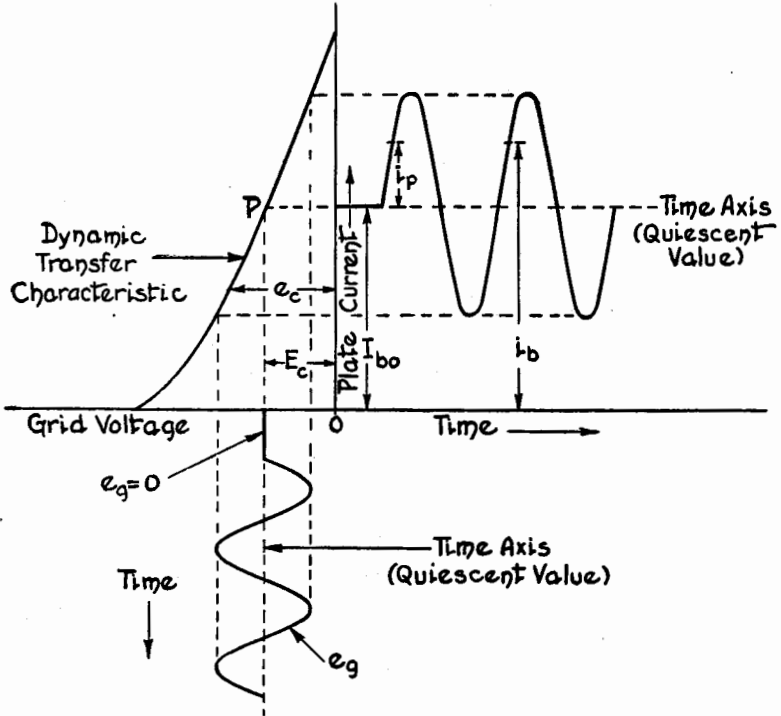 P
Dynamic
Transfer
Characteristic
e_c
E_c
Plate Current
i_p
I_bo
i_b
Time Axis
(Quiescent
Value)
Grid Voltage
0
Time
e_g=0
Time Axis
(Quiescent Value)
Time
e_g